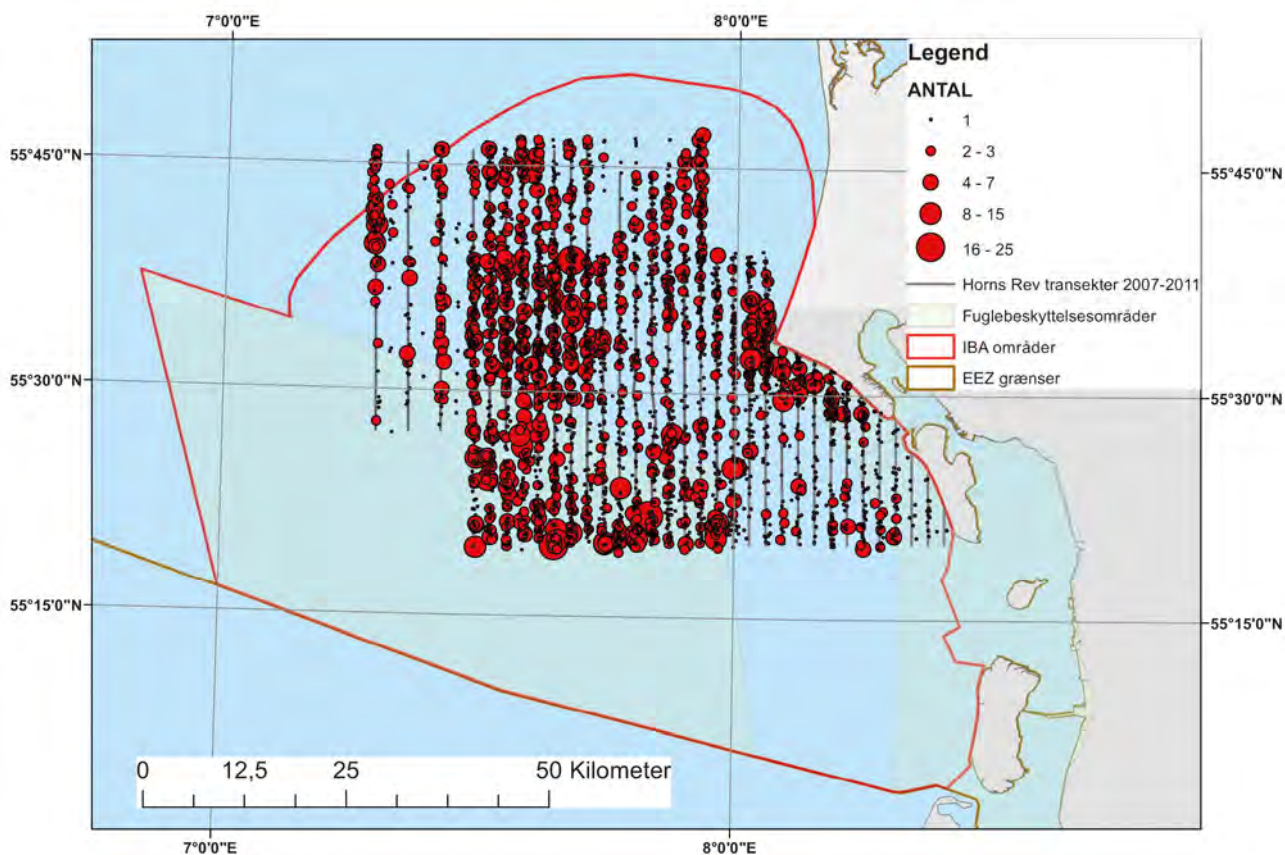 7°0'0"E 8°0'0"E
Legend
ANTAL
1
2 - 3
4 - 7
8 - 15
16 - 25
Horns Rev transekter 2007-2011
Fuglebeskyttelsesområder
IBA områder
EEZ grænser
55°45'0"N 55°45'0"N
55°30'0"N 55°30'0"N
55°15'0"N 55°15'0"N
0 12,5 25 50 Kilometer
7°0'0"E 8°0'0"E